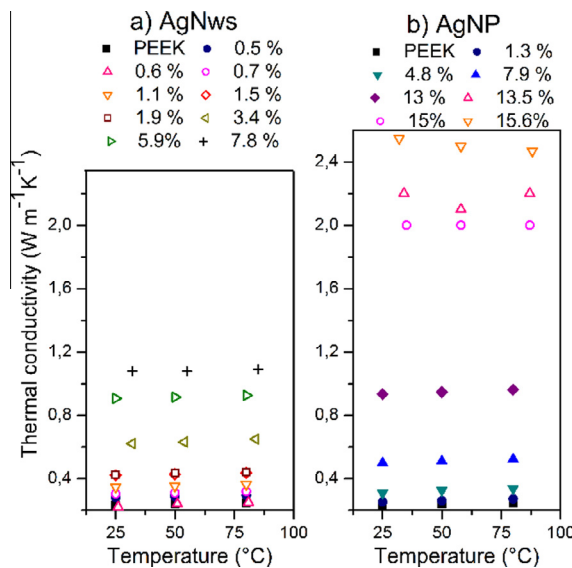 a) AgNws
PEEK 0.5 %
0.6 % 0.7 %
1.1 % 1.5 %
1.9 % 3.4 %
5.9% 7.8 %
b) AgNP
PEEK 1.3 %
4.8 % 7.9 %
13 % 13.5 %
15% 15.6%
Thermal conductivity (W m⁻¹K⁻¹)
2,0
1,6
1,2
0,8
0,4
25 50 75 100
Temperature (°C)
2,4
2,0
1,6
1,2
0,8
0,4
25 50 75 100
Temperature (°C)